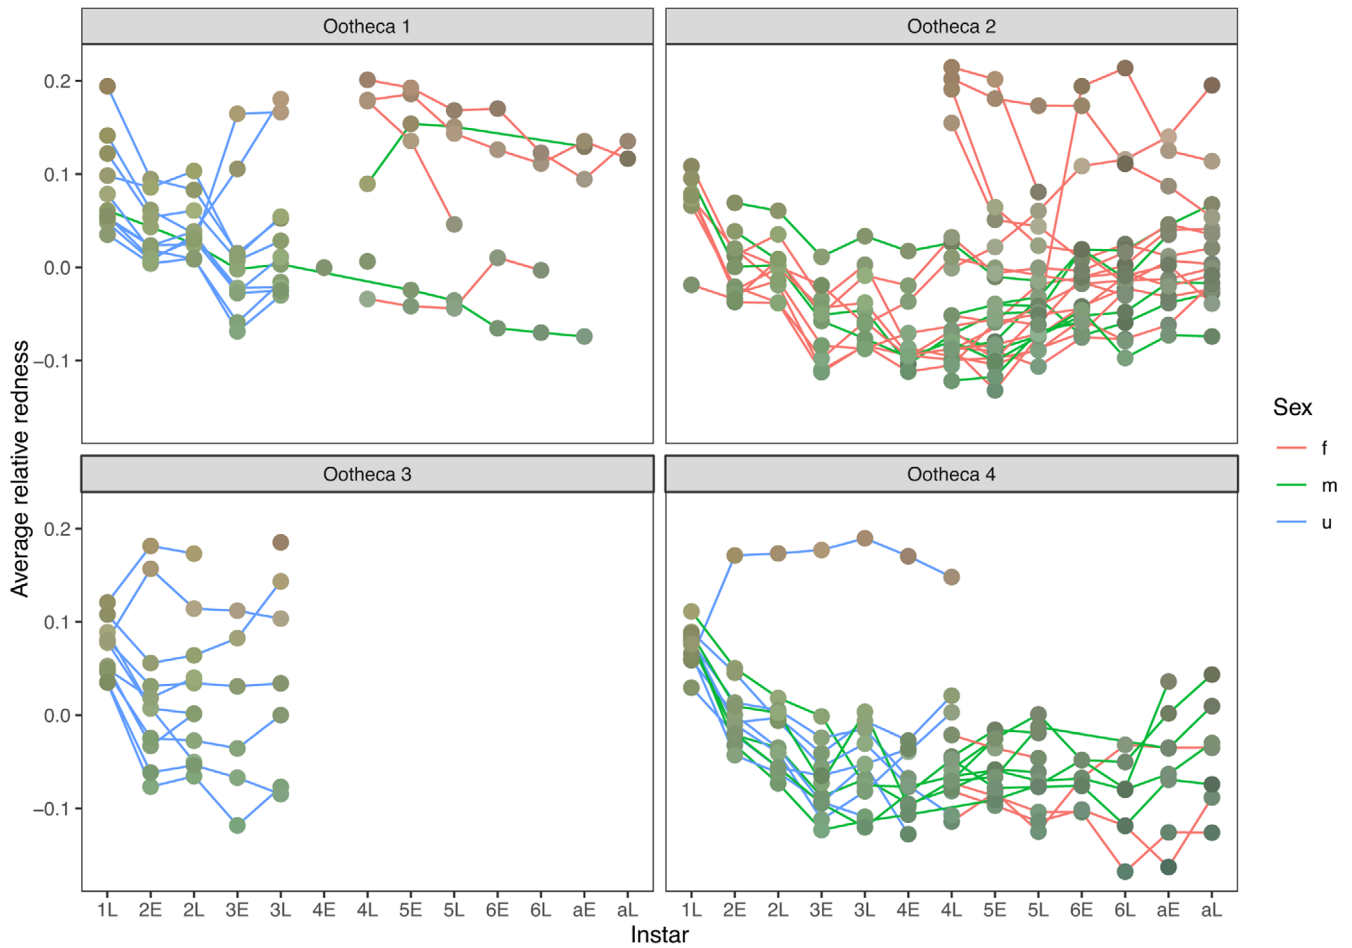 Ootheca 1
Ootheca 2
0.2
0.1
0.0
−0.1
Ootheca 3
Ootheca 4
0.2
0.1
0.0
−0.1
1L 2E 2L 3E 3L 4E 4L 5E 5L 6E 6L aE aL
1L 2E 2L 3E 3L 4E 4L 5E 5L 6E 6L aE aL
Instar
Average relative redness
Sex
f
m
u